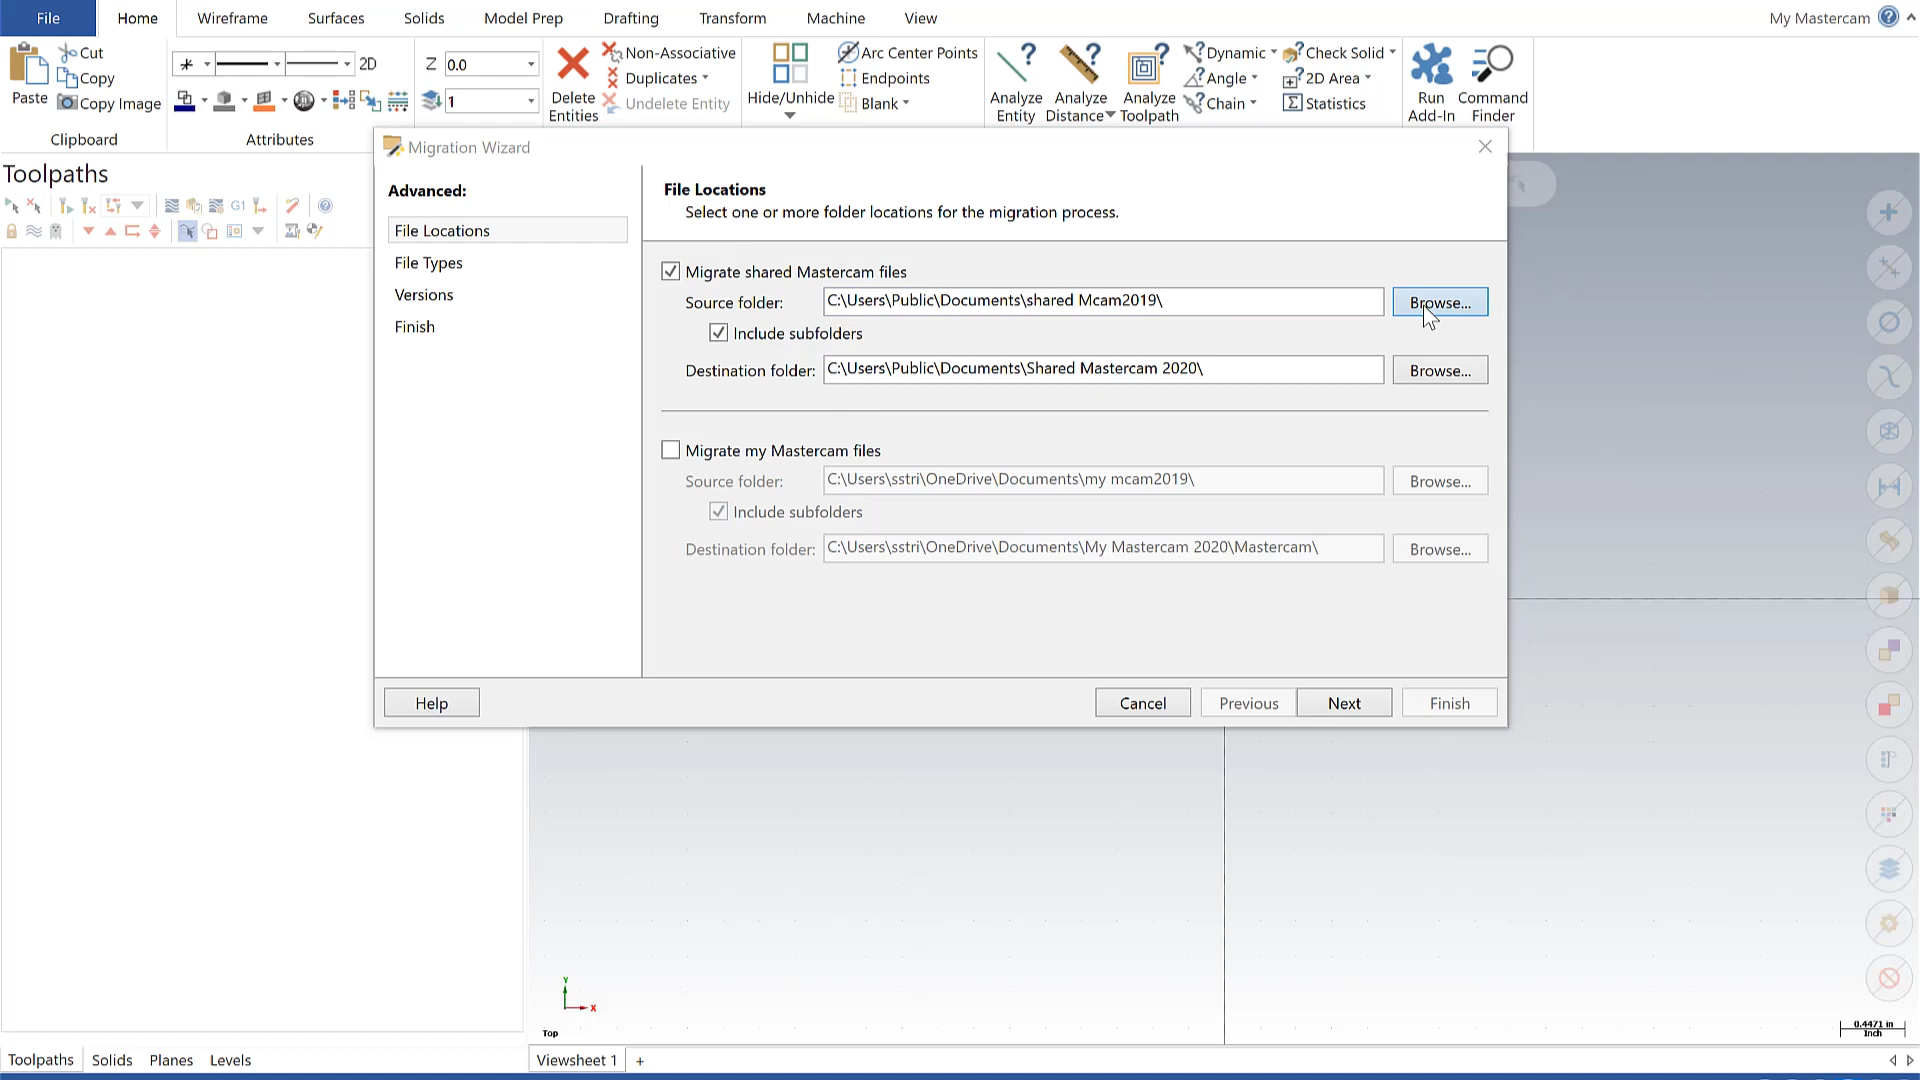 File Home Wireframe Surfaces Solids Model Prep Drafting Transform Machine View My Mastercam
Paste
Cut
Copy
Copy Image
Clipboard
2D
Attributes
Z 0.0
1
Delete
Entities
Non-Associative
Duplicates
Undelete Entity
Hide/Unhide
Arc Center Points
Endpoints
Blank
Analyze
Entity
Analyze
Distance
Analyze
Toolpath
Dynamic
Angle
Chain
Check Solid
2D Area
Statistics
Run
Add-In
Command
Finder
Toolpaths
G1
Migration Wizard
Advanced:
File Locations
File Types
Versions
Finish
File Locations
Select one or more folder locations for the migration process.
Migrate shared Mastercam files
Source folder: C:\Users\Public\Documents\shared Mcam2019\ Browse...
Include subfolders
Destination folder: C:\Users\Public\Documents\Shared Mastercam 2020\ Browse...
Migrate my Mastercam files
Source folder: C:\Users\sstri\OneDrive\Documents\my mcam2019\ Browse...
Include subfolders
Destination folder: C:\Users\sstri\OneDrive\Documents\My Mastercam 2020\Mastercam\ Browse...
Help Cancel Previous Next Finish
Y
X
Top
0.4471 in
Inch
Toolpaths Solids Planes Levels Viewsheet 1 +